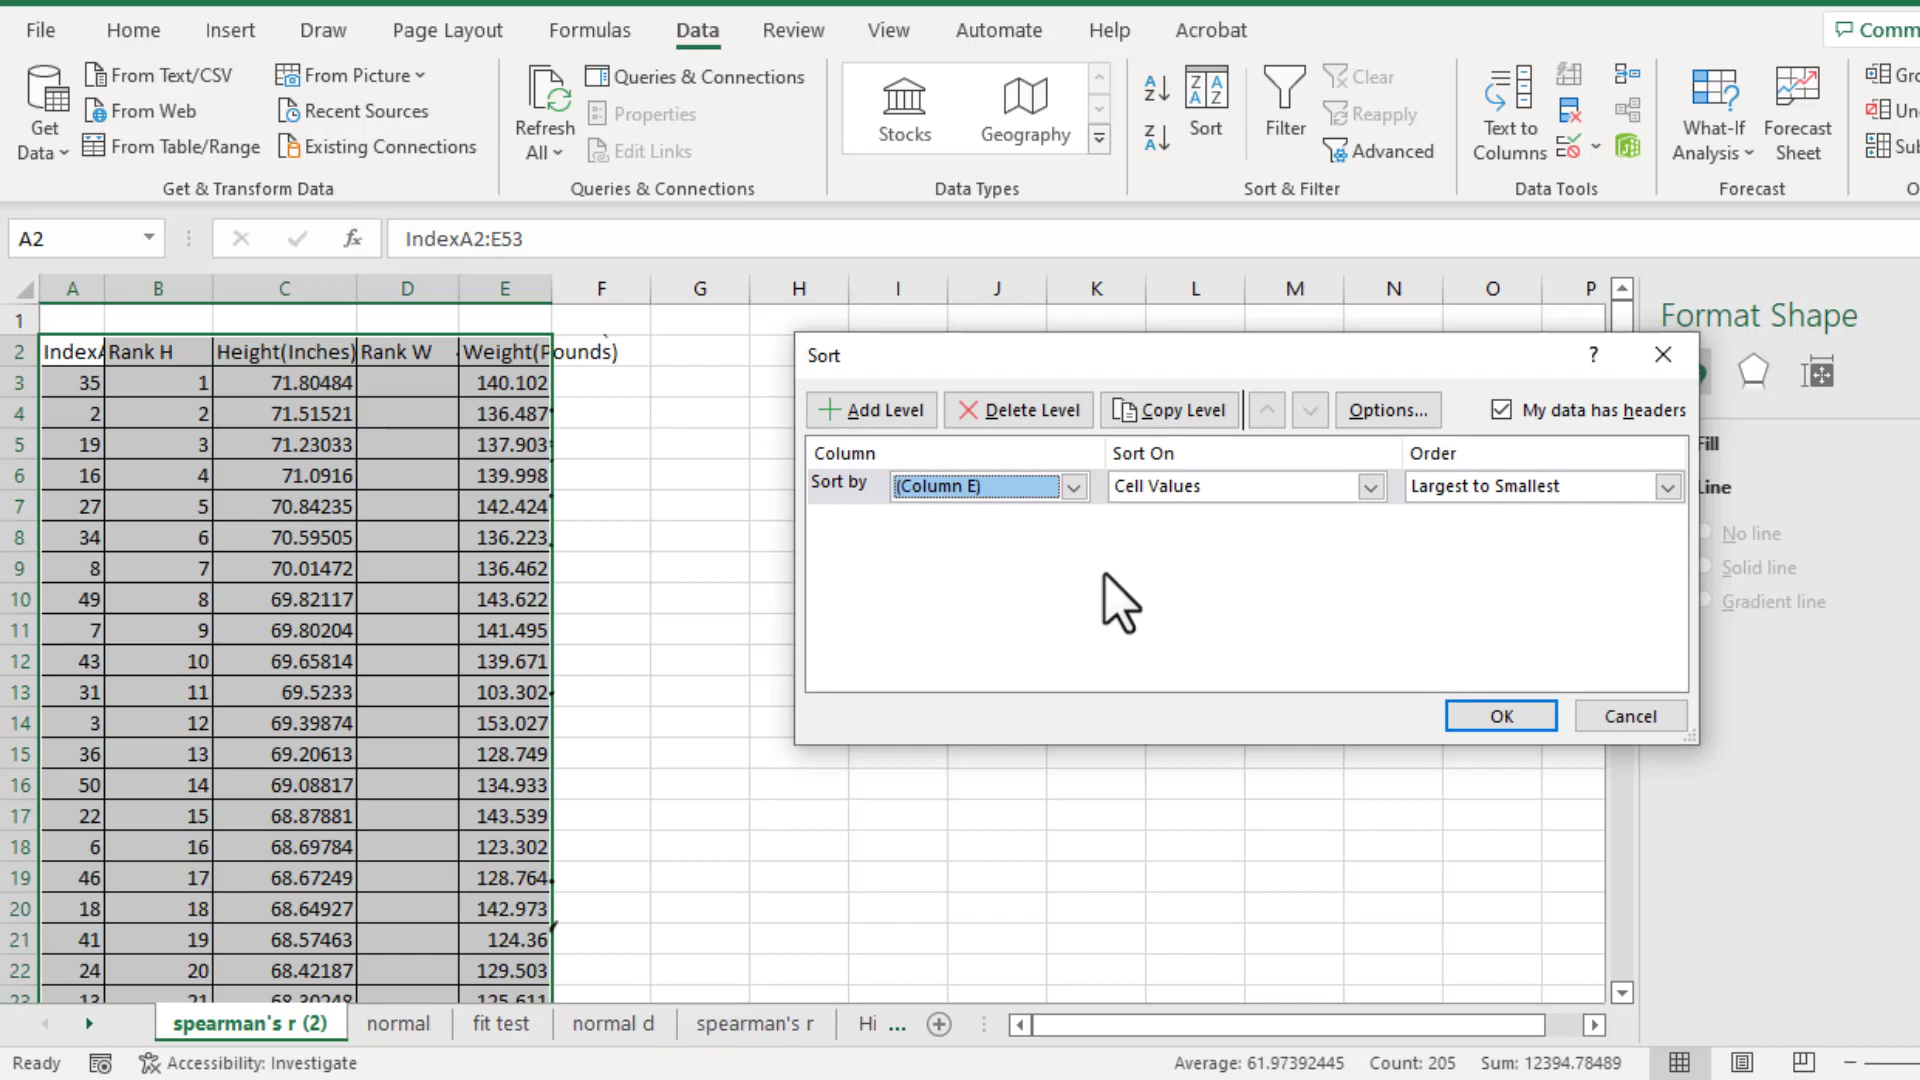 File Home Insert Draw Page Layout Formulas Data Review View Automate Help Acrobat
Get Data
From Text/CSV
From Web
From Table/Range
From Picture
Recent Sources
Existing Connections
Get & Transform Data
Refresh All
Queries & Connections
Properties
Edit Links
Queries & Connections
Stocks Geography
Data Types
Sort
Filter
Clear
Reapply
Advanced
Sort & Filter
Text to Columns
Data Tools
What-If Analysis
Forecast Sheet
Forecast
A2 fx IndexA2:E53
A B C D E F G H I J K L M N O P
1
2 IndexA Rank H Height(Inches) Rank W Weight(Pounds)
3 35 1 71.80484 140.102
4 2 2 71.51521 136.487
5 19 3 71.23033 137.903
6 16 4 71.0916 139.998
7 27 5 70.84235 142.424
8 34 6 70.59505 136.223
9 8 7 70.01472 136.462
10 49 8 69.82117 143.622
11 7 9 69.80204 141.495
12 43 10 69.65814 139.671
13 31 11 69.5233 103.302
14 3 12 69.39874 153.027
15 36 13 69.20613 128.749
16 50 14 69.08817 134.933
17 22 15 68.87881 143.539
18 6 16 68.69784 123.302
19 46 17 68.67249 128.764
20 18 18 68.64927 142.973
21 41 19 68.57463 124.36
22 24 20 68.42187 129.503
23 13 21 68.30248 125.611
Sort ?
Add Level Delete Level Copy Level Options... My data has headers
Column Sort On Order
Sort by (Column E) Cell Values Largest to Smallest
OK Cancel
Format Shape
Fill
Line
No line
Solid line
Gradient line
spearman's r (2) normal fit test normal d spearman's r Hi ...
Ready Accessibility: Investigate Average: 61.97392445 Count: 205 Sum: 12394.78489